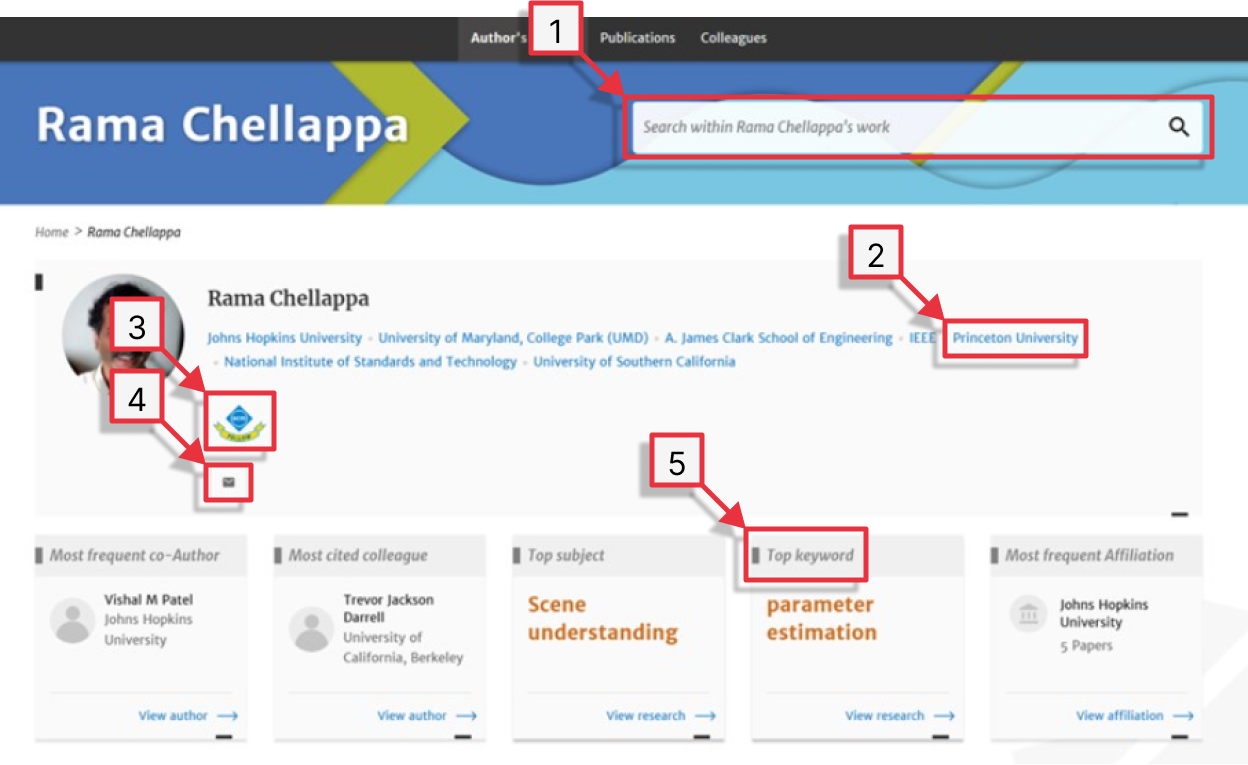 1
Author's
Publications
Colleagues
Rama Chellappa
Search within Rama Chellappa's work
Home > Rama Chellappa
2
Rama Chellappa
3
Johns Hopkins University • University of Maryland, College Park (UMD) • A. James Clark School of Engineering • IEEE
Princeton University
• National Institute of Standards and Technology • University of Southern California
4
FELLOW
5
Most frequent co-Author
Vishal M Patel
Johns Hopkins
University
View author →
Most cited colleague
Trevor Jackson
Darrell
University of
California, Berkeley
View author →
Top subject
Scene
understanding
View research →
Top keyword
parameter
estimation
View research →
Most frequent Affiliation
Johns Hopkins
University
5 Papers
View affiliation →